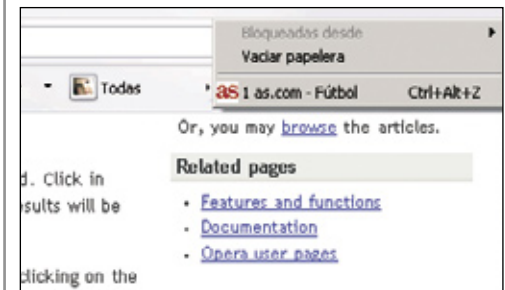 Bloqueadas desde
Vaciar papelera
Todas
as 1 as.com - Fútbol Ctrl+Alt+Z
Or, you may browse the articles.
d. Click in
sults will be
clicking on the
Related pages
Features and functions
Documentation
Opera user pages